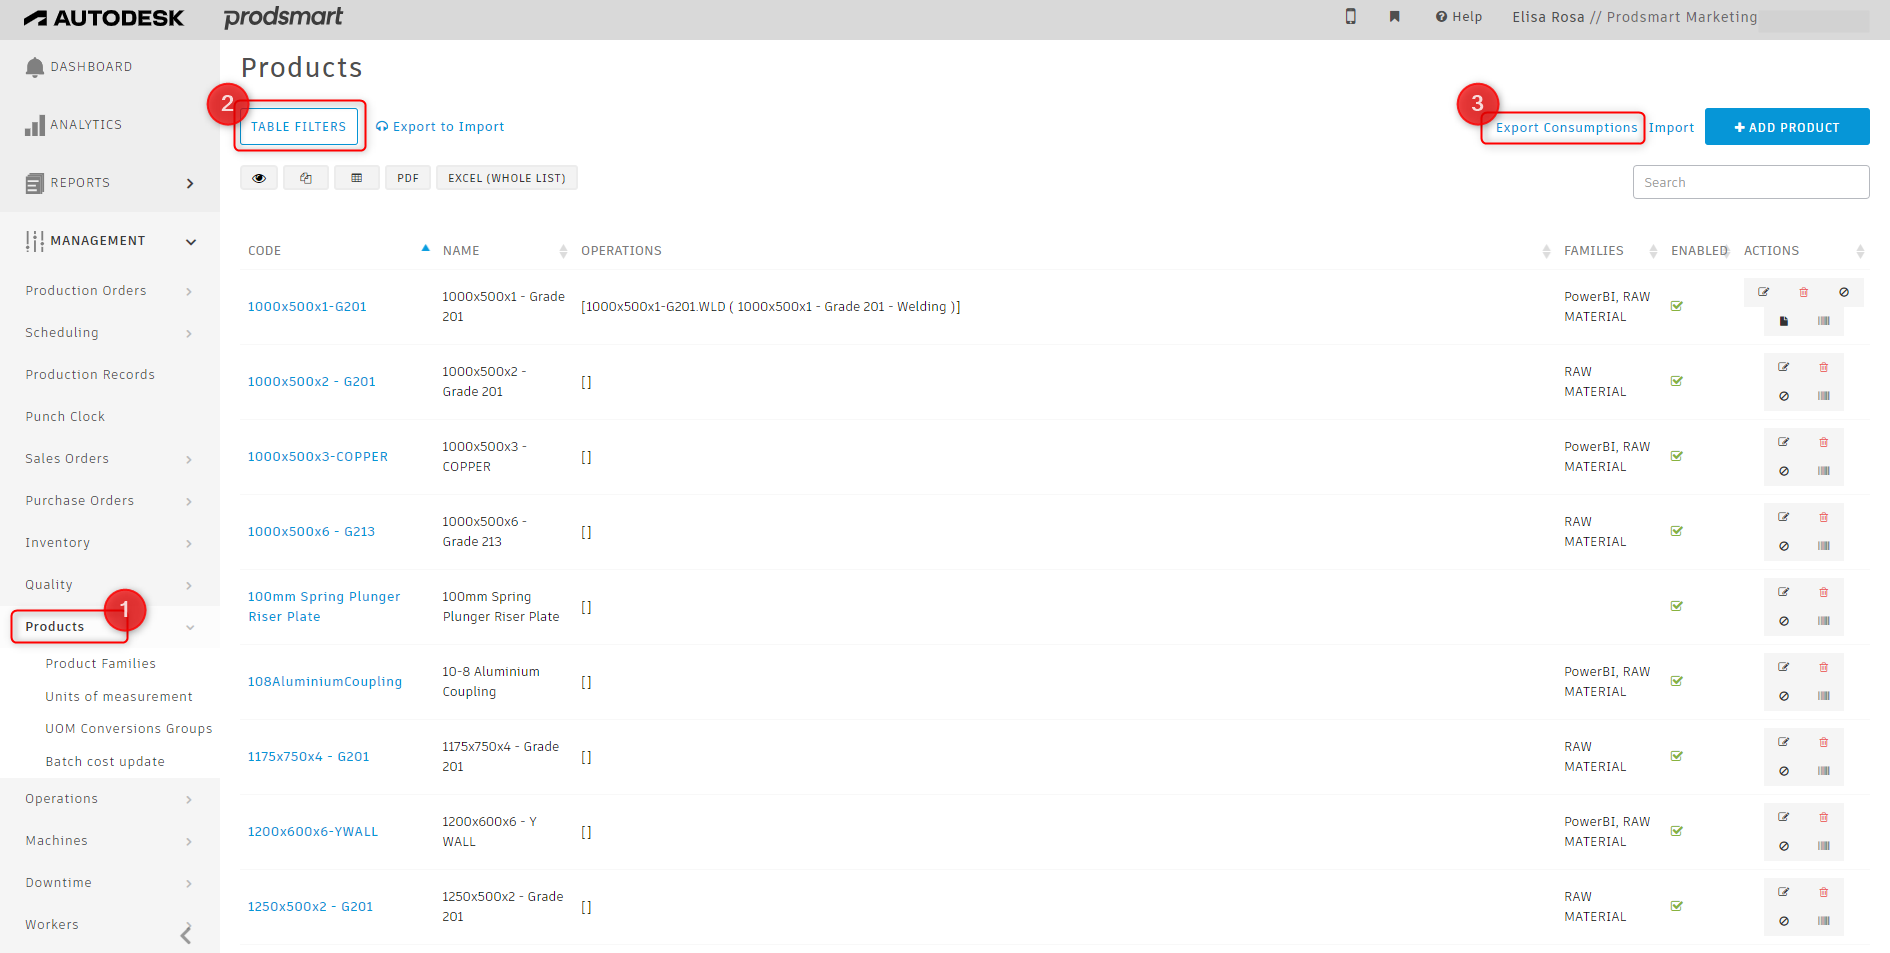 AUTODESK prodsmart
Help Elisa Rosa // Prodsmart Marketing
DASHBOARD
ANALYTICS
REPORTS
MANAGEMENT
Production Orders
Scheduling
Production Records
Punch Clock
Sales Orders
Purchase Orders
Inventory
Quality
1
Products
Product Families
Units of measurement
UOM Conversions Groups
Batch cost update
Operations
Machines
Downtime
Workers
Products
2
TABLE FILTERS Export to Import
3
Export Consumptions Import + ADD PRODUCT
PDF EXCEL (WHOLE LIST)
Search
CODE NAME OPERATIONS FAMILIES ENABLED ACTIONS
1000x500x1-G201 1000x500x1 - Grade 201 [1000x500x1-G201.WLD ( 1000x500x1 - Grade 201 - Welding )] PowerBI, RAW MATERIAL
1000x500x2 - G201 1000x500x2 - Grade 201 [] RAW MATERIAL
1000x500x3-COPPER 1000x500x3 - COPPER [] PowerBI, RAW MATERIAL
1000x500x6 - G213 1000x500x6 - Grade 213 [] RAW MATERIAL
100mm Spring Plunger Riser Plate 100mm Spring Plunger Riser Plate []
108AluminiumCoupling 10-8 Aluminium Coupling [] PowerBI, RAW MATERIAL
1175x750x4 - G201 1175x750x4 - Grade 201 [] RAW MATERIAL
1200x600x6-YWALL 1200x600x6 - Y WALL [] PowerBI, RAW MATERIAL
1250x500x2 - G201 1250x500x2 - Grade 201 [] RAW MATERIAL